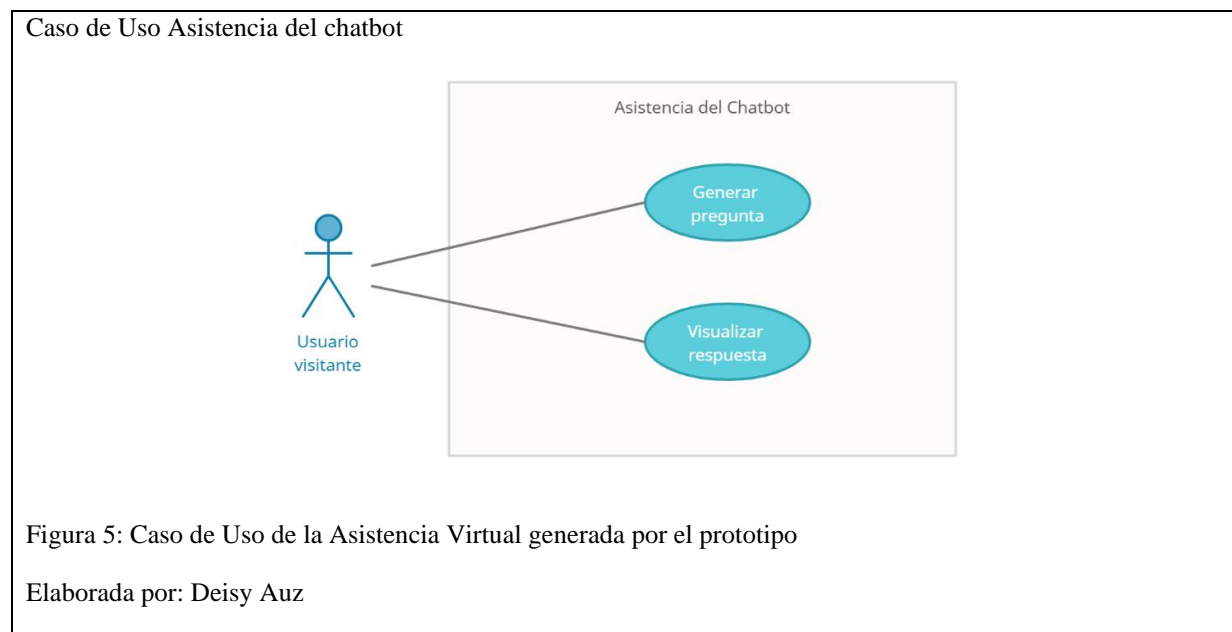 Caso de Uso Asistencia del chatbot
Asistencia del Chatbot
Generar
pregunta
Usuario
visitante
Visualizar
respuesta
Figura 5: Caso de Uso de la Asistencia Virtual generada por el prototipo
Elaborada por: Deisy Auz